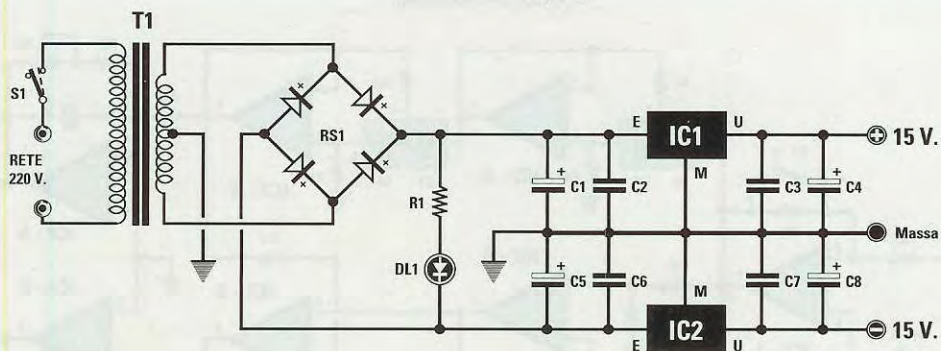 T1
S1
RETE
220 V.
RS1
R1
DL1
E
IC1
U
M
+
C1
C2
C3
+
C4
+ 15 V.
Massa
+
C5
C6
M
C7
+
C8
E
IC2
U
- 15 V.